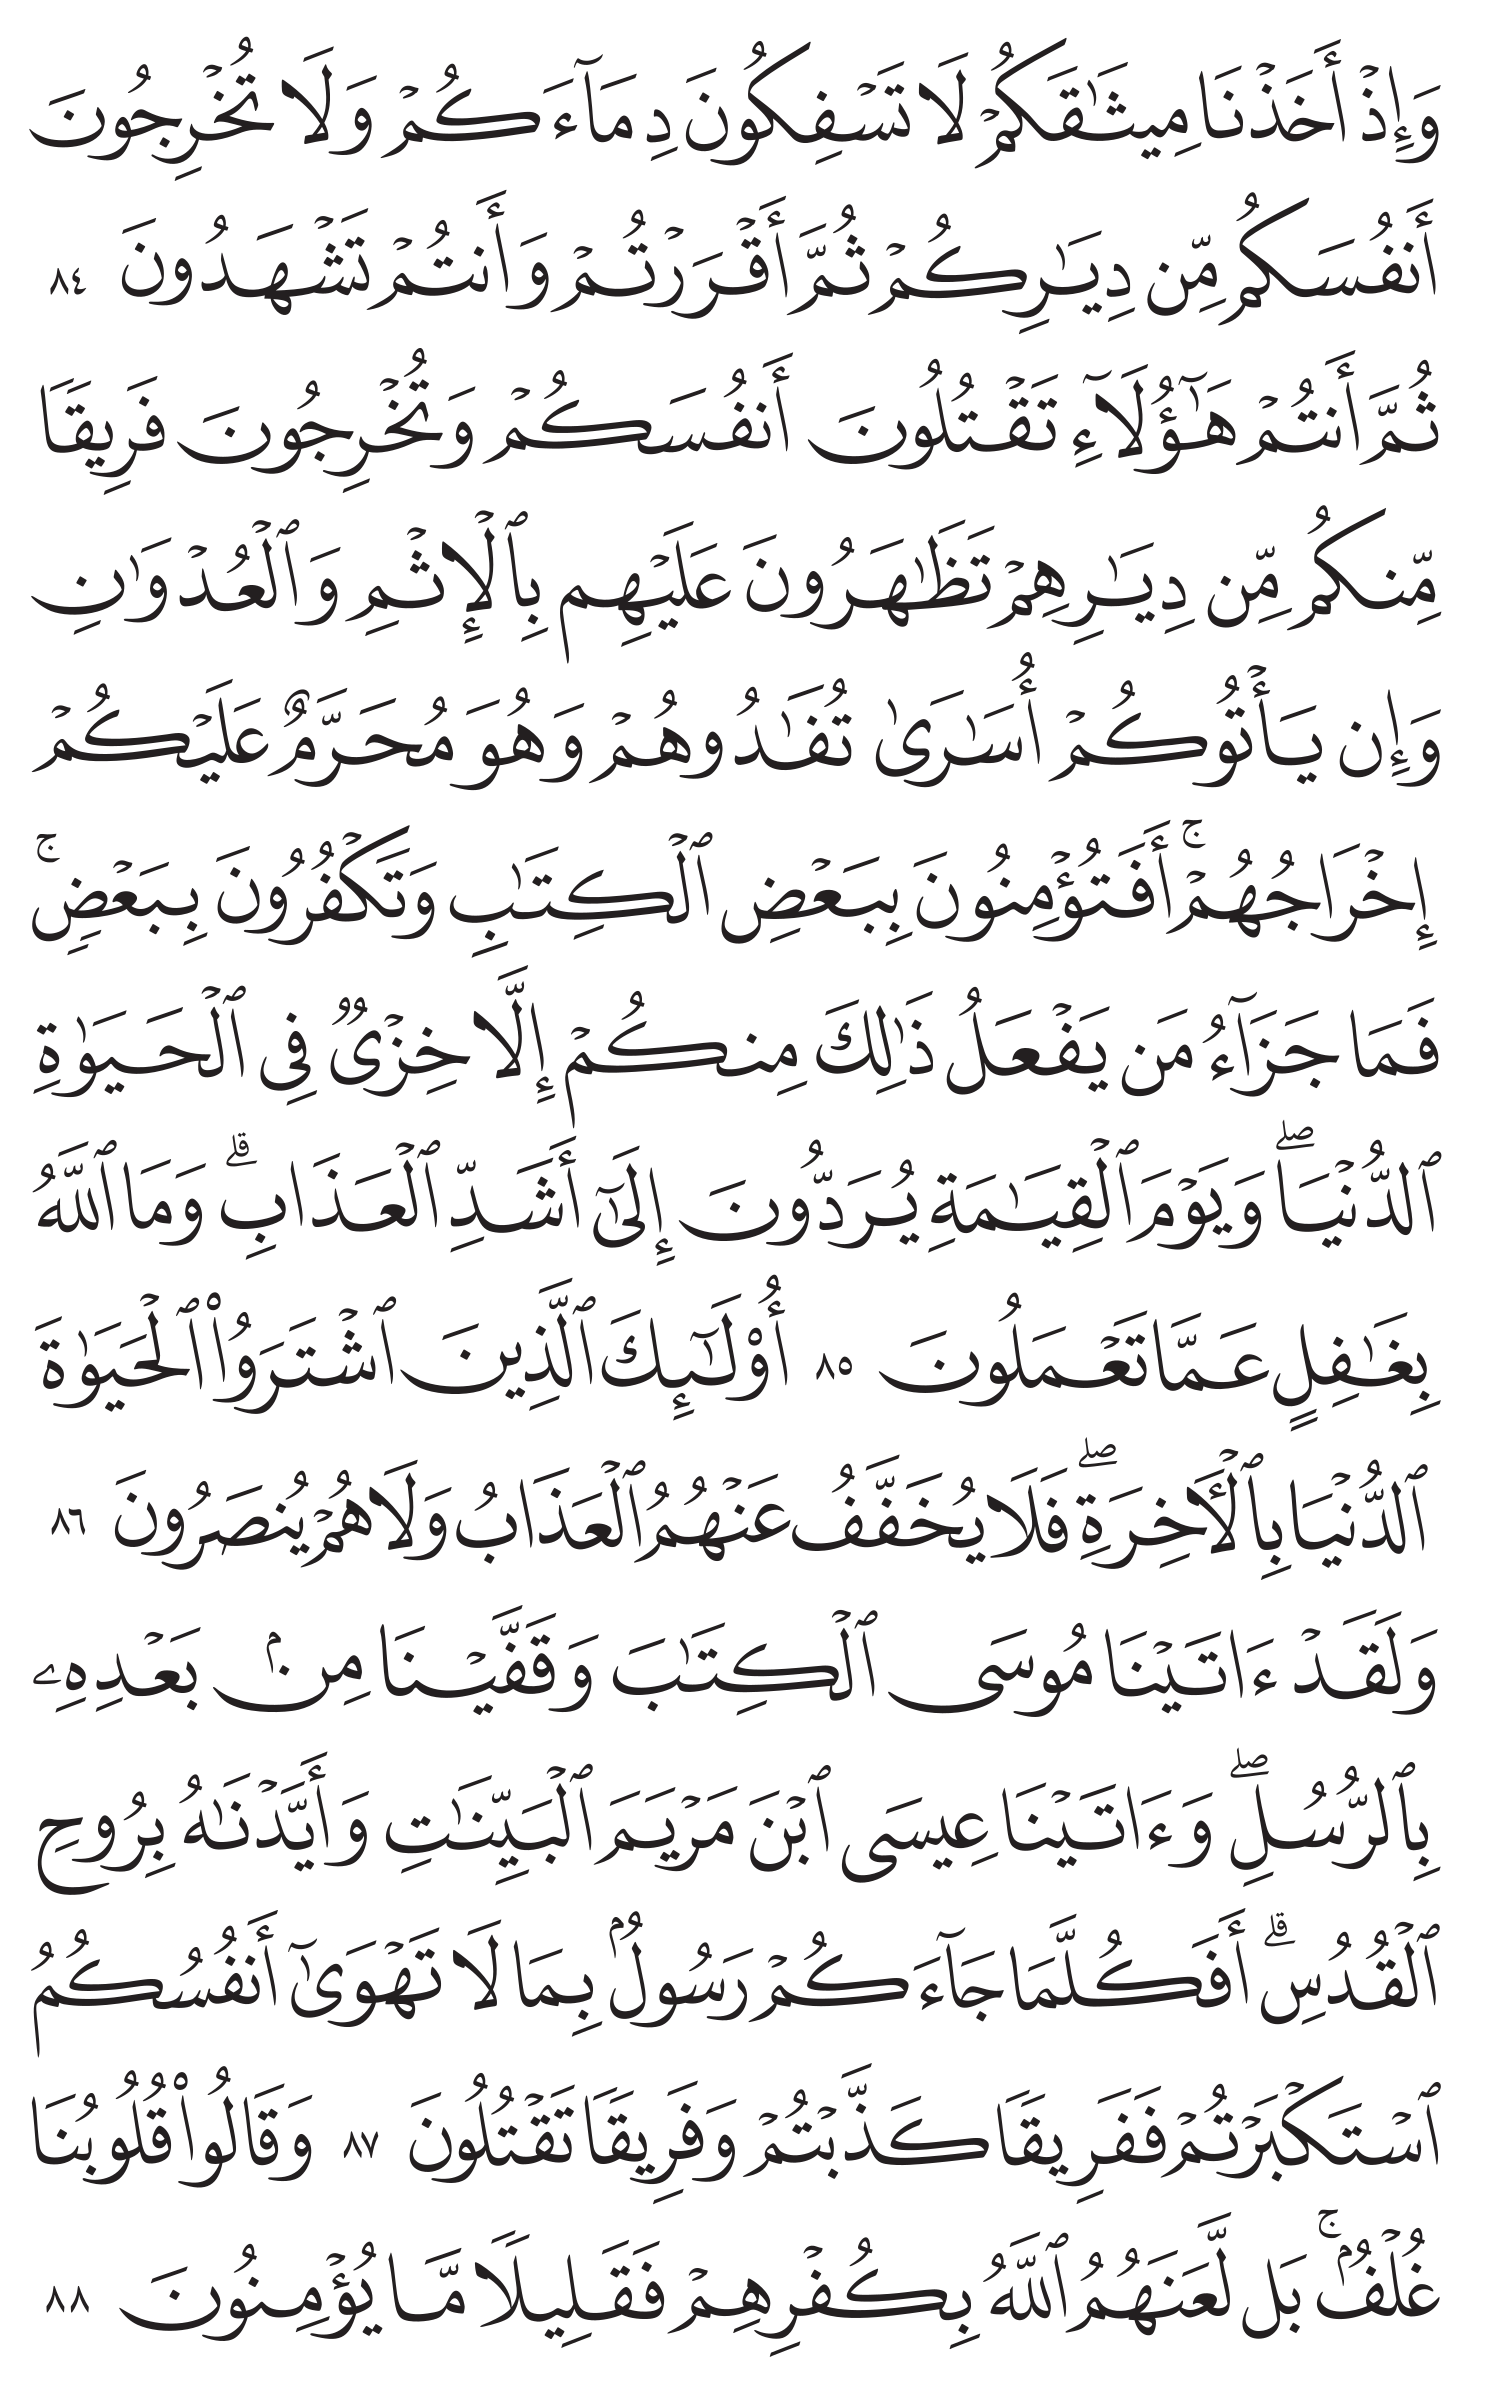 وَإِذۡ أَخَذۡنَا مِيثَٰقَكُمۡ لَا تَسۡفِكُونَ دِمَآءَكُمۡ وَلَا تُخۡرِجُونَ
أَنفُسَكُم مِّن دِيَٰرِكُمۡ ثُمَّ أَقۡرَرۡتُمۡ وَأَنتُمۡ تَشۡهَدُونَ ٨٤
ثُمَّ أَنتُمۡ هَٰٓؤُلَآءِ تَقۡتُلُونَ أَنفُسَكُمۡ وَتُخۡرِجُونَ فَرِيقٗا
مِّنكُم مِّن دِيَٰرِهِمۡ تَظَٰهَرُونَ عَلَيۡهِم بِٱلۡإِثۡمِ وَٱلۡعُدۡوَٰنِ
وَإِن يَأۡتُوكُمۡ أُسَٰرَىٰ تُفَٰدُوهُمۡ وَهُوَ مُحَرَّمٌ عَلَيۡكُمۡ
إِخۡرَاجُهُمۡۚ أَفَتُؤۡمِنُونَ بِبَعۡضِ ٱلۡكِتَٰبِ وَتَكۡفُرُونَ بِبَعۡضٖۚ
فَمَا جَزَآءُ مَن يَفۡعَلُ ذَٰلِكَ مِنكُمۡ إِلَّا خِزۡيٞ فِي ٱلۡحَيَوٰةِ
ٱلدُّنۡيَاۖ وَيَوۡمَ ٱلۡقِيَٰمَةِ يُرَدُّونَ إِلَىٰٓ أَشَدِّ ٱلۡعَذَابِۗ وَمَا ٱللَّهُ
بِغَٰفِلٍ عَمَّا تَعۡمَلُونَ ٨٥ أُوْلَٰٓئِكَ ٱلَّذِينَ ٱشۡتَرَوُاْ ٱلۡحَيَوٰةَ
ٱلدُّنۡيَا بِٱلۡأٓخِرَةِۖ فَلَا يُخَفَّفُ عَنۡهُمُ ٱلۡعَذَابُ وَلَا هُمۡ يُنصَرُونَ ٨٦
وَلَقَدۡ ءَاتَيۡنَا مُوسَى ٱلۡكِتَٰبَ وَقَفَّيۡنَا مِنۢ بَعۡدِهِۦ
بِٱلرُّسُلِۖ وَءَاتَيۡنَا عِيسَى ٱبۡنَ مَرۡيَمَ ٱلۡبَيِّنَٰتِ وَأَيَّدۡنَٰهُ بِرُوحِ
ٱلۡقُدُسِۗ أَفَكُلَّمَا جَآءَكُمۡ رَسُولُۢ بِمَا لَا تَهۡوَىٰٓ أَنفُسُكُمُ
ٱسۡتَكۡبَرۡتُمۡ فَفَرِيقٗا كَذَّبۡتُمۡ وَفَرِيقٗا تَقۡتُلُونَ ٨٧ وَقَالُواْ قُلُوبُنَا
غُلۡفُۢۚ بَل لَّعَنَهُمُ ٱللَّهُ بِكُفۡرِهِمۡ فَقَلِيلٗا مَّا يُؤۡمِنُونَ ٨٨